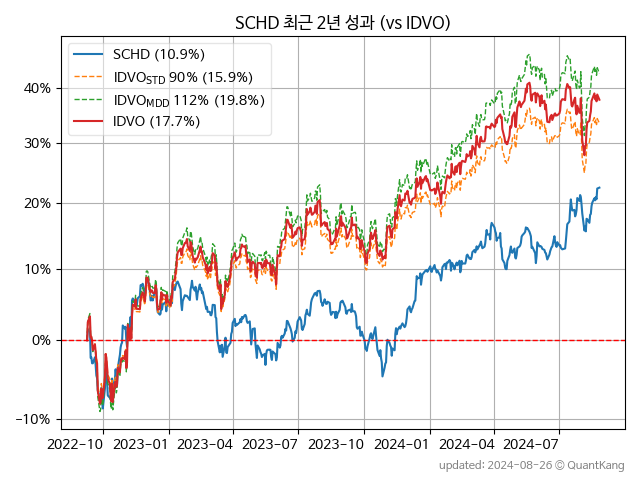 SCHD 최근 2년 성과 (vs IDVO)
SCHD (10.9%)
IDVO_STD 90% (15.9%)
IDVO_MDD 112% (19.8%)
IDVO (17.7%)
40%
30%
20%
10%
0%
−10%
2022-10 2023-01 2023-04 2023-07 2023-10 2024-01 2024-04 2024-07
updated: 2024-08-26 © QuantKang